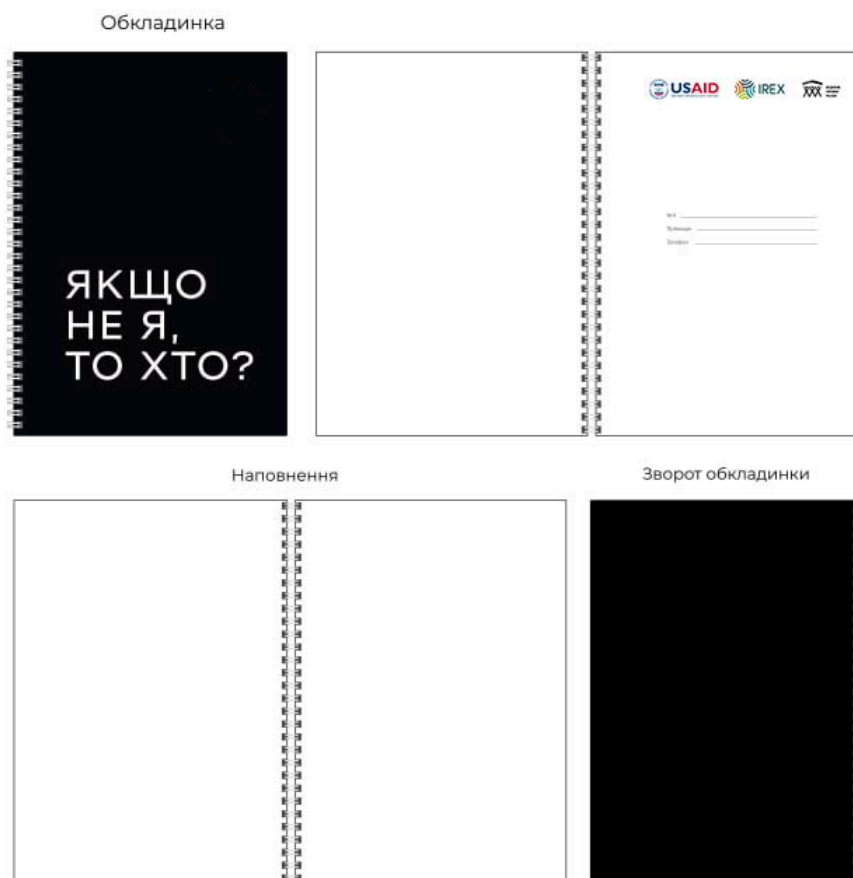 Обкладинка
ЯКЩО
НЕ Я,
ТО ХТО?
USAID IREX
Наповнення
Зворот обкладинки